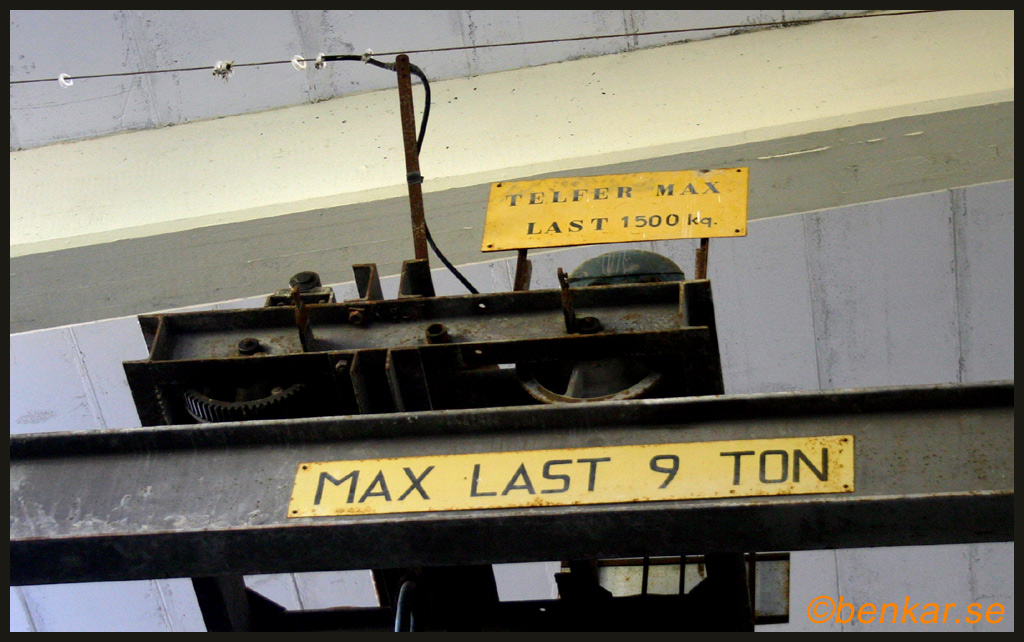 TELFER MAX
LAST 1500 kg.
MAX LAST 9 TON
©benkar.se